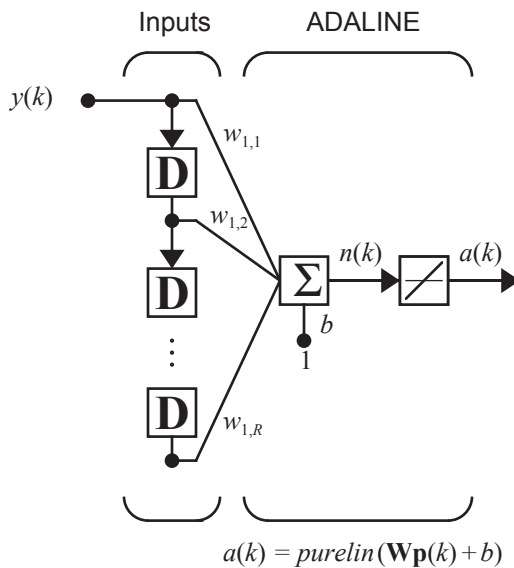 Inputs ADALINE
y(k)
w1,1
D
w1,2
n(k) a(k)
Σ
D
b
1
⋮
D
w1,R
a(k) = purelin(Wp(k) + b)